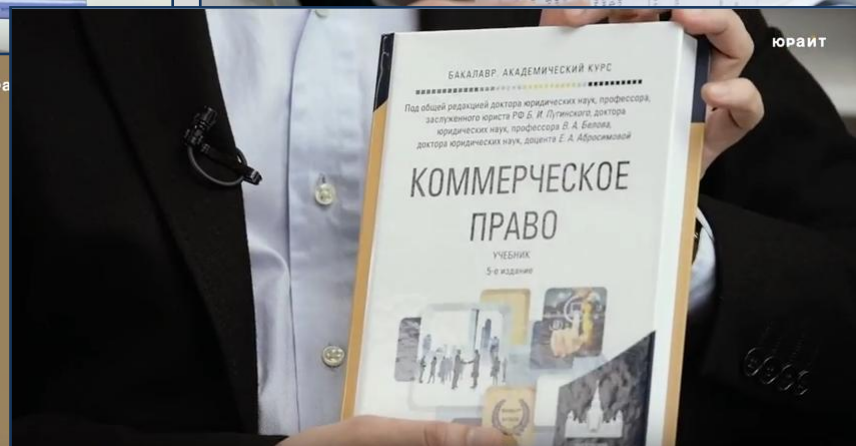 юрайт
БАКАЛАВР. АКАДЕМИЧЕСКИЙ КУРС
Под общей редакцией доктора юридических наук, профессора,
заслуженного юриста РФ Б. И. Пугинского, доктора
юридических наук, профессора В. А. Белова,
доктора юридических наук, доцента Е. А. Абросимовой
КОММЕРЧЕСКОЕ
ПРАВО
УЧЕБНИК
5-е издание